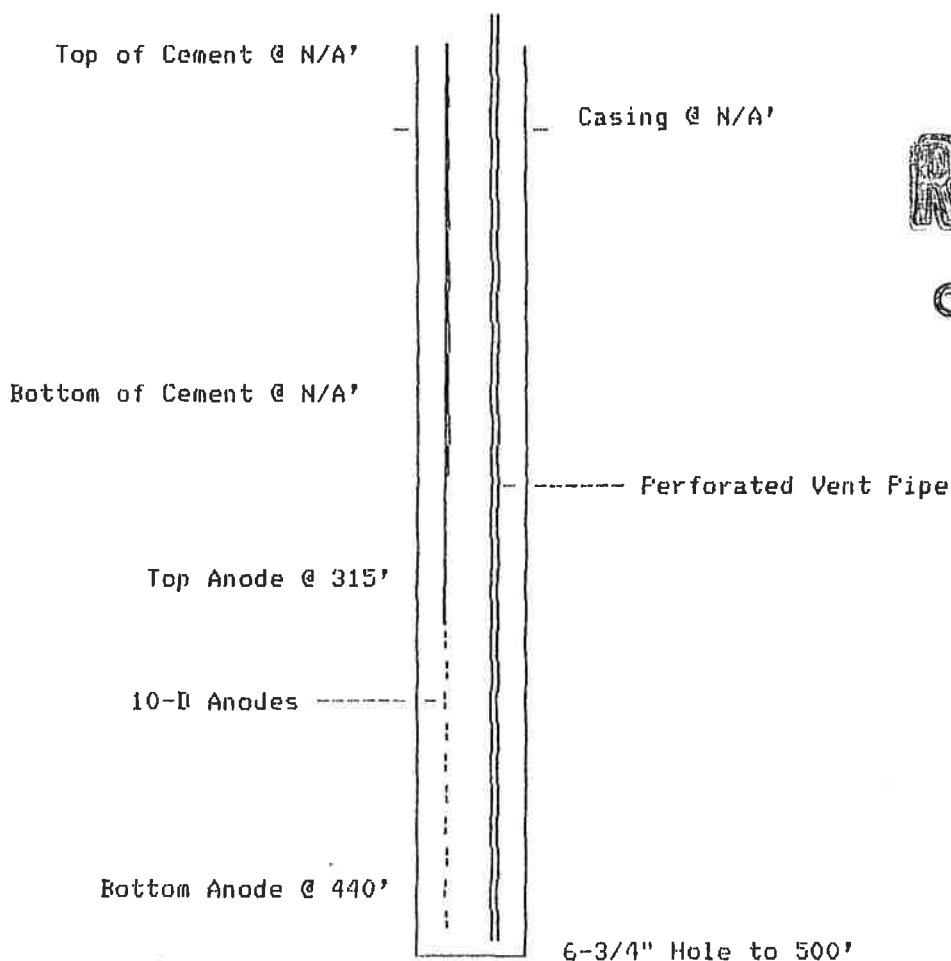 Top of Cement @ N/A'
Casing @ N/A'
Bottom of Cement @ N/A'
Perforated Vent Pipe
Top Anode @ 315'
10-D Anodes
Bottom Anode @ 440'
6-3/4" Hole to 500'